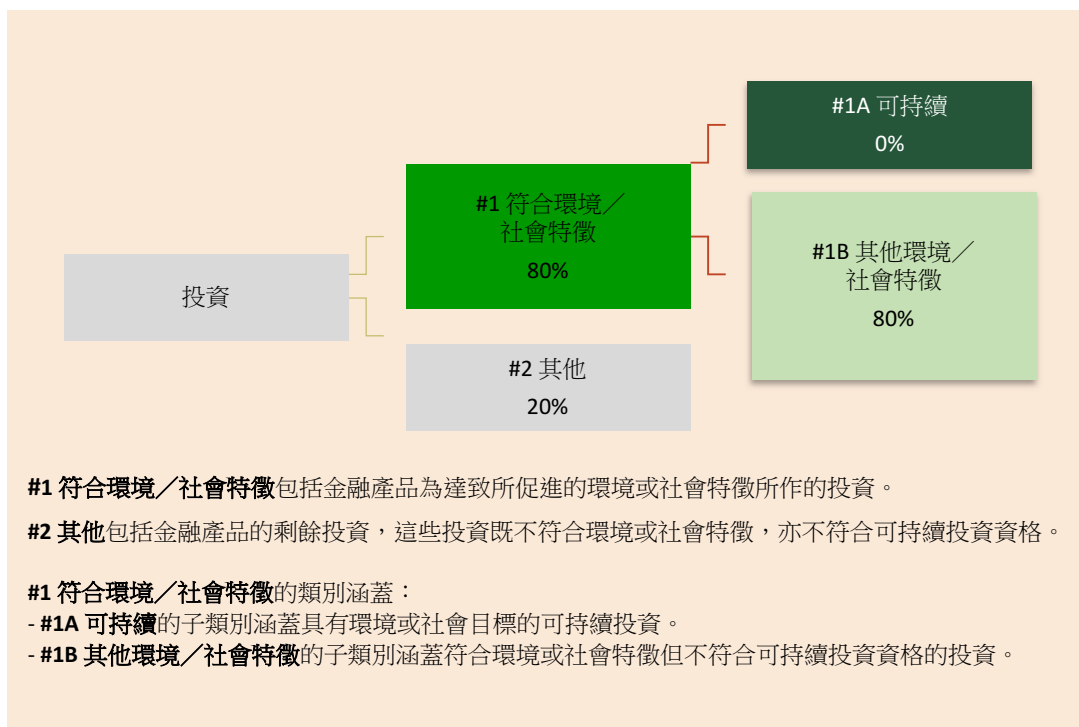 投資
#1 符合環境／
社會特徵
80%
#2 其他
20%
#1A 可持續
0%
#1B 其他環境／
社會特徵
80%
#1 符合環境／社會特徵包括金融產品為達致所促進的環境或社會特徵所作的投資。
#2 其他包括金融產品的剩餘投資，這些投資既不符合環境或社會特徵，亦不符合可持續投資資格。
#1 符合環境／社會特徵的類別涵蓋：
- #1A 可持續的子類別涵蓋具有環境或社會目標的可持續投資。
- #1B 其他環境／社會特徵的子類別涵蓋符合環境或社會特徵但不符合可持續投資資格的投資。